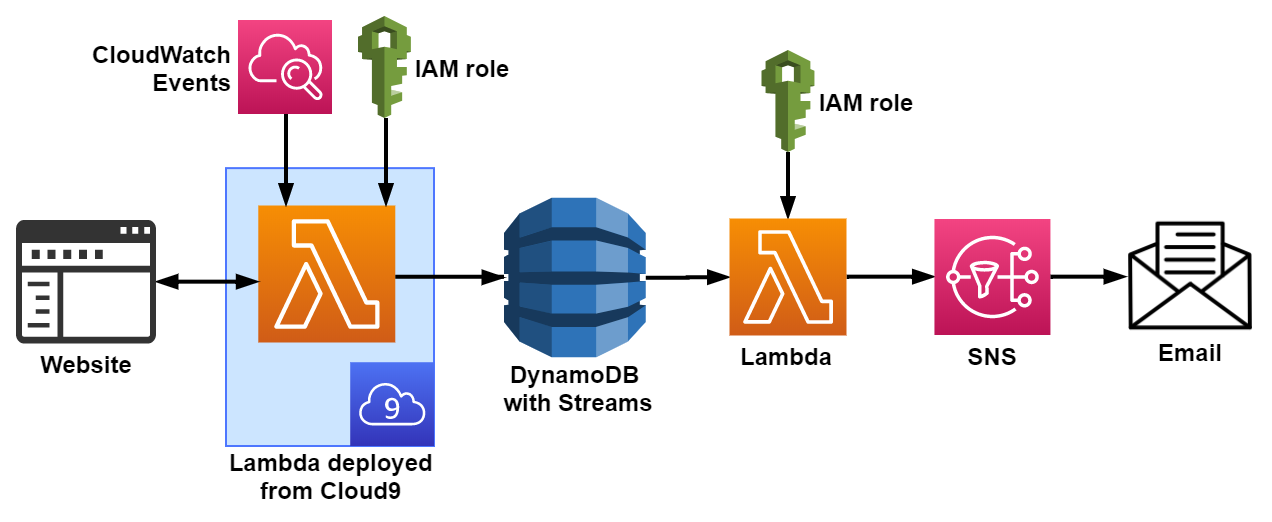 CloudWatch
Events
IAM role
IAM role
Website
9
Lambda deployed
from Cloud9
DynamoDB
with Streams
Lambda
SNS
Email